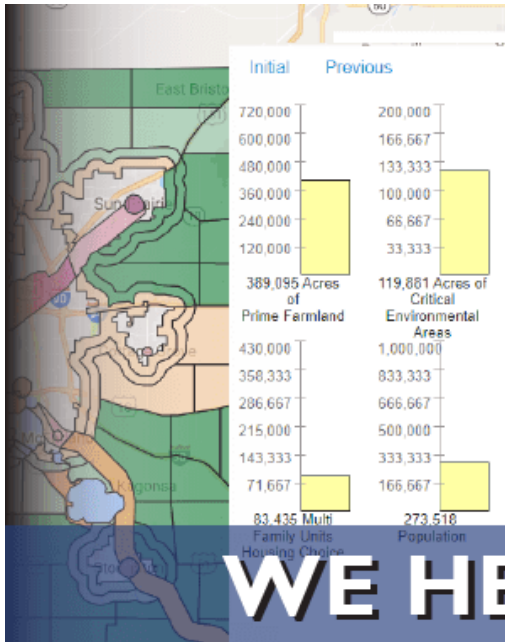 East Bristo
Sun Prairie
Initial Previous
720,000
600,000
480,000
360,000
240,000
120,000
389,095 Acres
of
Prime Farmland
200,000
166,667
133,333
100,000
66,667
33,333
119,881 Acres of
Critical
Environmental
Areas
430,000
358,333
286,667
215,000
143,333
71,667
83,435 Multi
Family Units
Housing Choice
1,000,000
833,333
666,667
500,000
333,333
166,667
273,518
Population
Kegonsa
WE HE